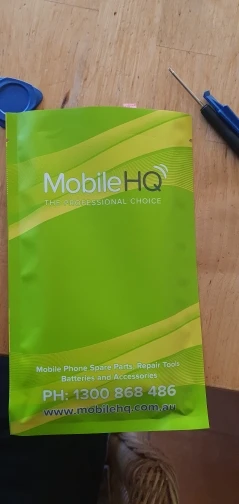 MobileHQ
THE PROFESSIONAL CHOICE
Mobile Phone Spare Parts, Repair Tools
Batteries and Accessories
PH: 1300 868 486
www.mobilehq.com.au